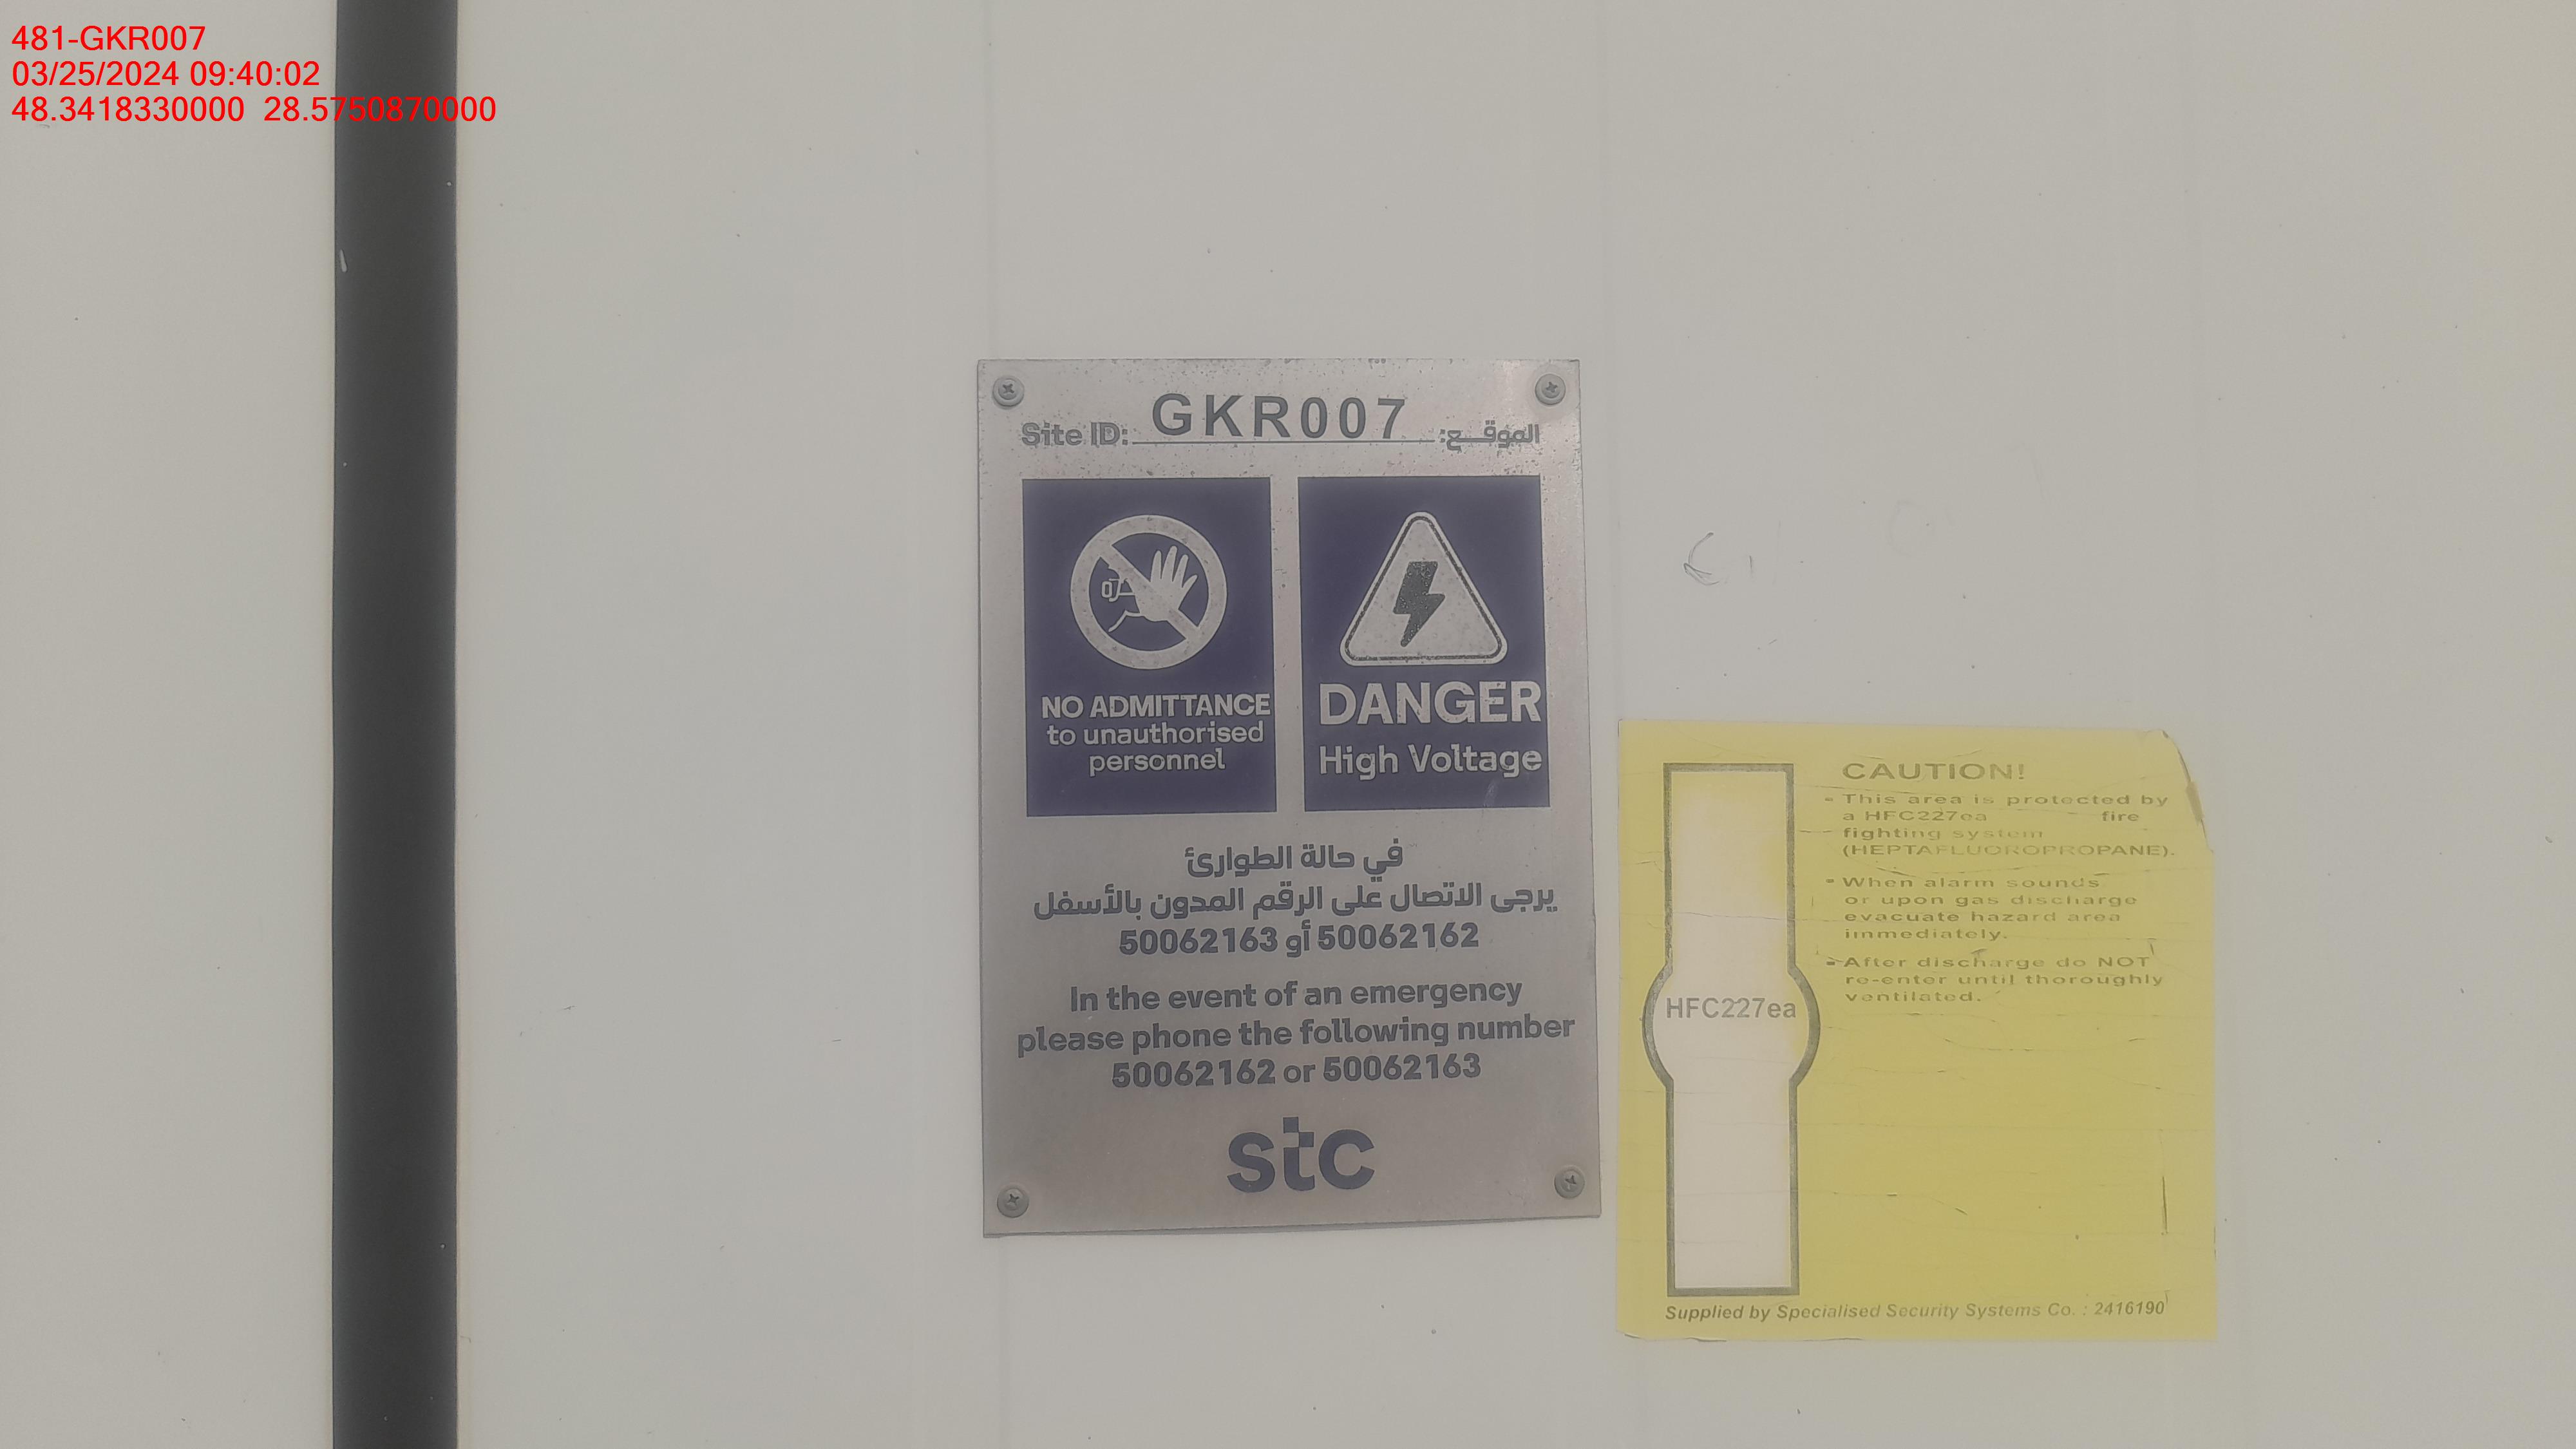 481-GKR007
03/25/2024 09:40:02
48.3418330000 28.5750870000
Site ID: GKR007 الموقـــع:
NO ADMITTANCE
to unauthorised
personnel
DANGER
High Voltage
في حالة الطوارئ
يرجى الاتصال على الرقم المدون بالأسفل
50062162 أو 50062163
In the event of an emergency
please phone the following number
50062162 or 50062163
stc
CAUTION!
- This area is protected by
a HFC227ea fire
fighting system
(HEPTAFLUOROPROPANE).
- When alarm sounds
or upon gas discharge
evacuate hazard area
immediately.
- After discharge do NOT
re-enter until thoroughly
ventilated.
HFC227ea
Supplied by Specialised Security Systems Co. : 2416190